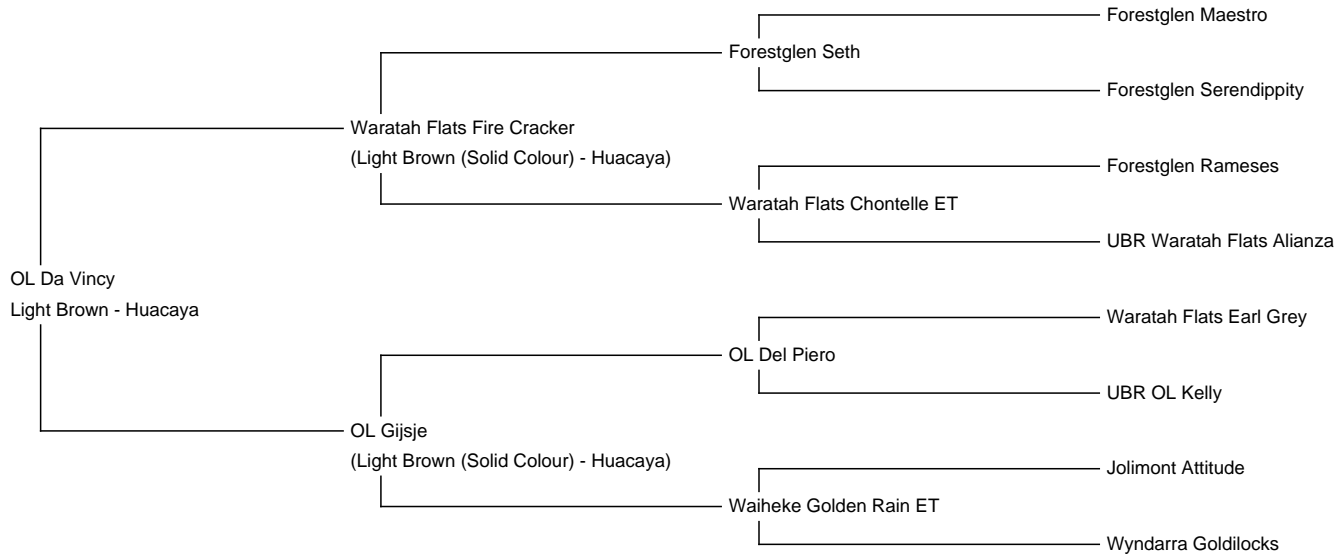 Forestglen Maestro
Forestglen Seth
Forestglen Serendippity
Waratah Flats Fire Cracker
(Light Brown (Solid Colour) - Huacaya)
Forestglen Rameses
Waratah Flats Chontelle ET
UBR Waratah Flats Alianza
OL Da Vincy
Light Brown - Huacaya
Waratah Flats Earl Grey
OL Del Piero
UBR OL Kelly
OL Gijsje
(Light Brown (Solid Colour) - Huacaya)
Jolimont Attitude
Waiheke Golden Rain ET
Wyndarra Goldilocks